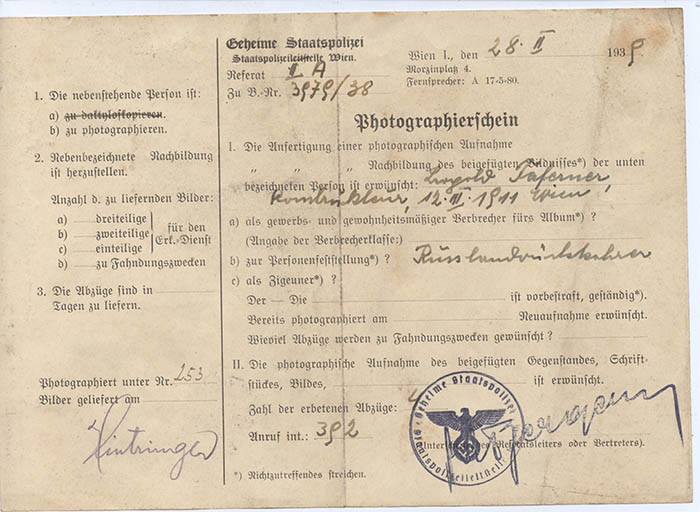 1. Die nebenstehende Person ist:
a) zu daktyloskopieren.
b) zu photographieren.
2. Nebenbezeichnete Nachbildung
ist herzustellen.
Anzahl d. zu liefernden Bilder:
a) dreiteilige
b) zweiteilige
c) einteilige
für den
Erk.-Dienst
d) zu Fahndungszwecken
3. Die Abzüge sind in
Tagen zu liefern.
Photographiert unter Nr. 253
Bilder geliefert am
Geheime Staatspolizei
Staatspolizeileitstelle Wien.
Referat II A
Zu B.-Nr. 3979/38
Wien I., den 28. II 1939
Morzinplatz 4.
Fernsprecher: A 17-5-80.
Photographierschein
I. Die Anfertigung einer photographischen Aufnahme
" " " Nachbildung des beigefügten Bildnisses*) der unten
bezeichneten Person ist erwünscht: Leopold Taferner,
Konstrukteur, 12. III. 1911 Wien,
a) als gewerbs- und gewohnheitsmäßiger Verbrecher fürs Album*) ?
(Angabe der Verbrecherklasse:)
b) zur Personenfeststellung*) ? Russlandrückkehrer
c) als Zigeuner*) ?
Der — Die ist vorbestraft, geständig*).
Bereits photographiert am Neuaufnahme erwünscht.
Wieviel Abzüge werden zu Fahndungszwecken gewünscht ?
II. Die photographische Aufnahme des beigefügten Gegenstandes, Schrift-
stückes, Bildes, ist erwünscht.
Zahl der erbetenen Abzüge: 4
Anruf int.: 392
Geheime Staatspolizei
Staatspolizeileitstelle Wien
Unterschrift des Referatsleiters oder Vertreters).
*) Nichtzutreffendes streichen.